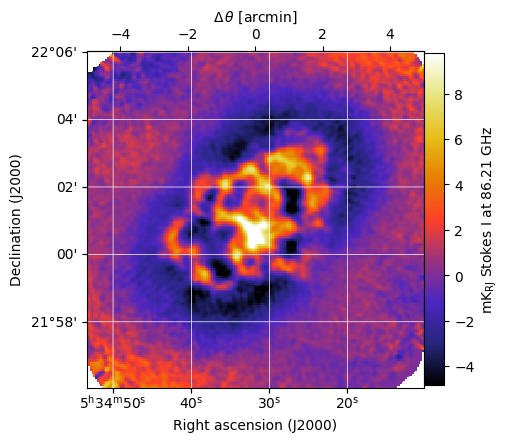 Δθ [arcmin]
−4 −2 0 2 4
22°06'
04'
02'
00'
21°58'
Declination (J2000)
5ʰ34ᵐ50ˢ 40ˢ 30ˢ 20ˢ
Right ascension (J2000)
8
6
4
2
0
−2
−4
mK_RJ Stokes I at 86.21 GHz